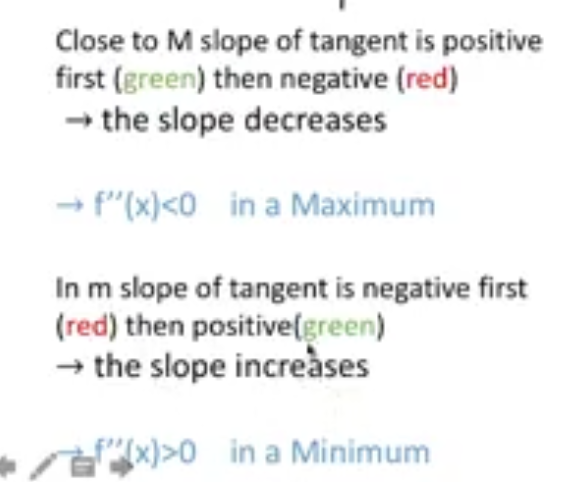 Close to M slope of tangent is positive
first (green) then negative (red)
→ the slope decreases
→ f''(x)<0 in a Maximum
In m slope of tangent is negative first
(red) then positive(green)
→ the slope increases
→ f''(x)>0 in a Minimum